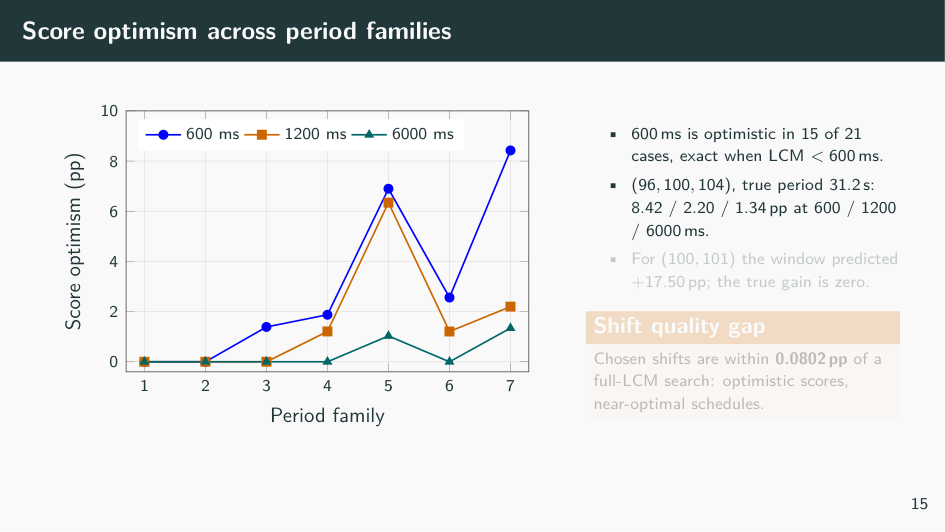 Score optimism across period families
10
8
6
4
2
0
Score optimism (pp)
600 ms 1200 ms 6000 ms
1 2 3 4 5 6 7
Period family
▪ 600 ms is optimistic in 15 of 21
cases, exact when LCM < 600 ms.
▪ (96, 100, 104), true period 31.2 s:
8.42 / 2.20 / 1.34 pp at 600 / 1200
/ 6000 ms.
▪ For (100, 101) the window predicted
+17.50 pp; the true gain is zero.
Shift quality gap
Chosen shifts are within 0.0802 pp of a
full-LCM search: optimistic scores,
near-optimal schedules.
15